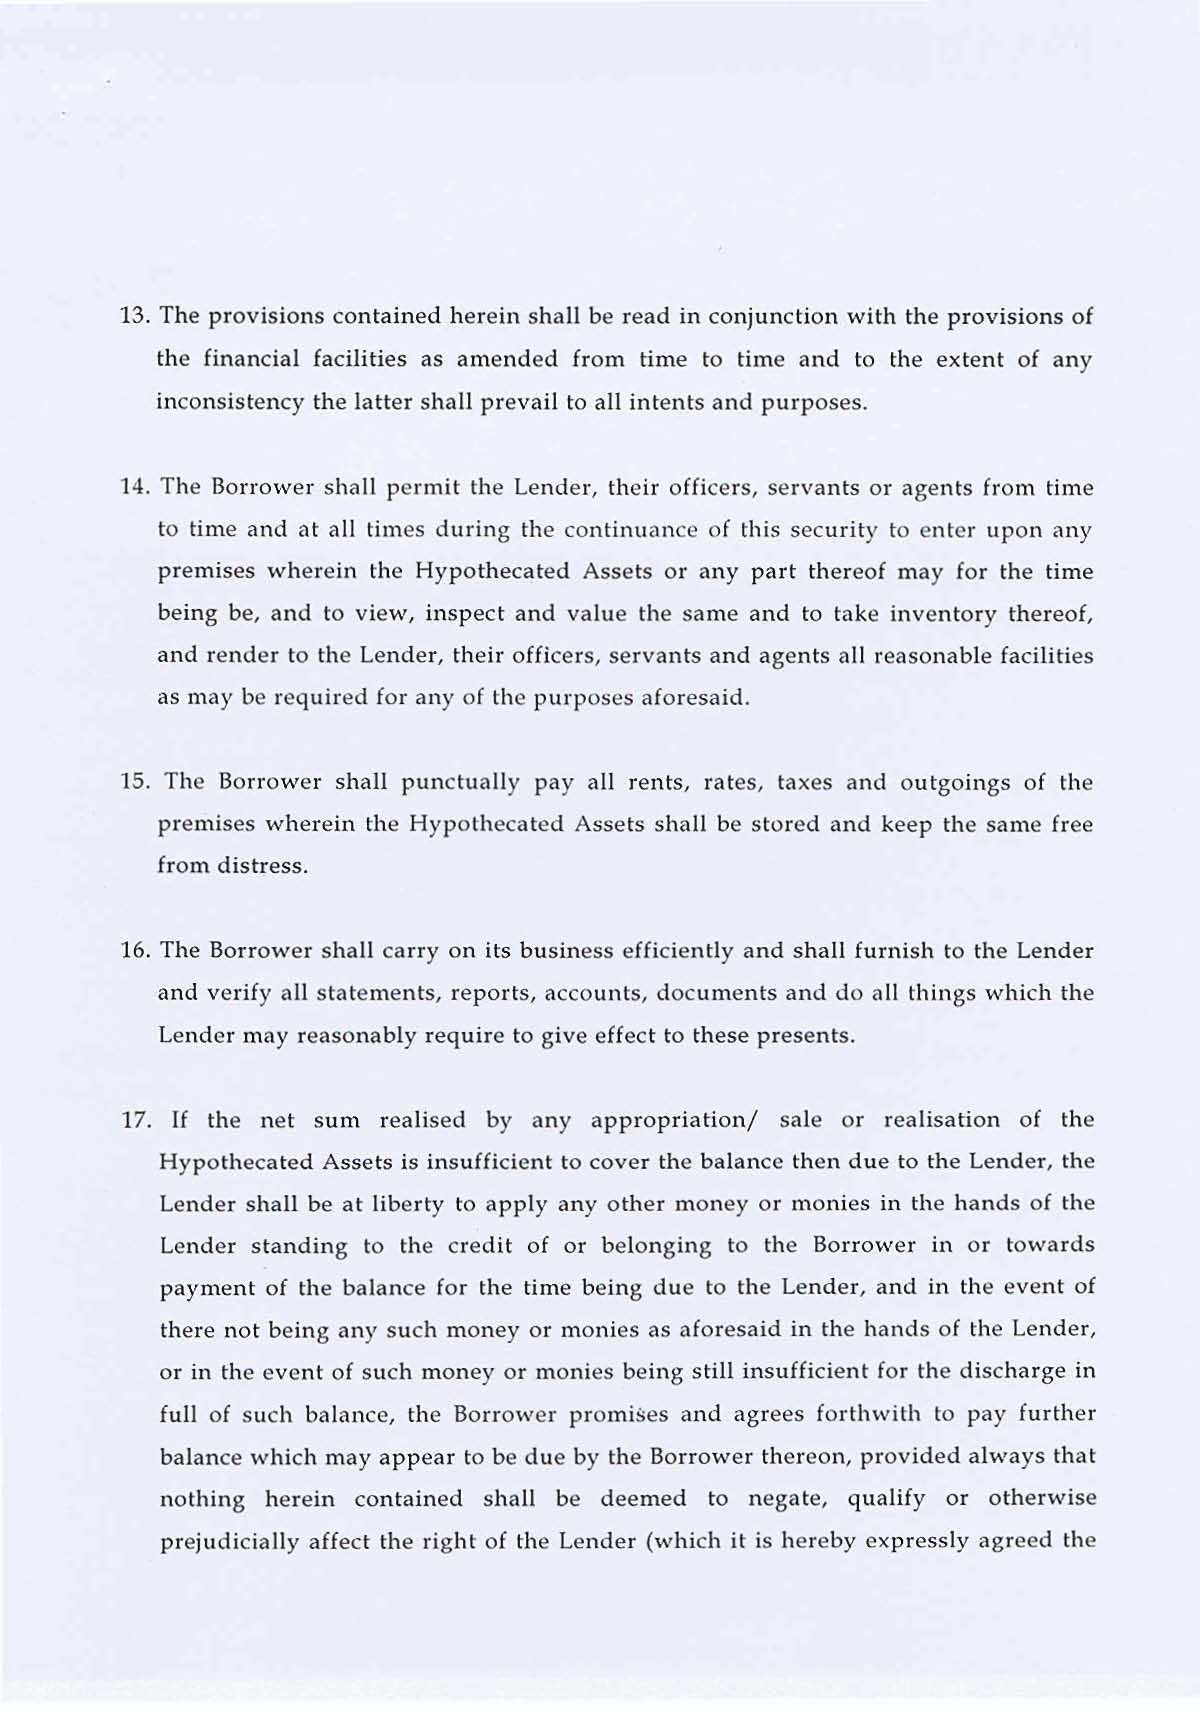 13. The provisions contained herein shall be read in conjunction with the provisions of
the financial facilities as amended from time to time and to the extent of any
inconsistency the latter shall prevail to all intents and purposes.
14. The Borrower shall permit the Lender, their officers, servants or agents from time
to time and at all times during the continuance of this security to enter upon any
premises wherein the Hypothecated Assets or any part thereof may for the time
being be, and to view, inspect and value the same and to take inventory thereof,
and render to the Lender, their officers, servants and agents all reasonable facilities
as may be required for any of the purposes aforesaid.
15. The Borrower shall punctually pay all rents, rates, taxes and outgoings of the
premises wherein the Hypothecated Assets shall be stored and keep the same free
from distress.
16. The Borrower shall carry on its business efficiently and shall furnish to the Lender
and verify all statements, reports, accounts, documents and do all things which the
Lender may reasonably require to give effect to these presents.
17. If the net sum realised by any appropriation/ sale or realisation of the
Hypothecated Assets is insufficient to cover the balance then due to the Lender, the
Lender shall be at liberty to apply any other money or monies in the hands of the
Lender standing to the credit of or belonging to the Borrower in or towards
payment of the balance for the time being due to the Lender, and in the event of
there not being any such money or monies as aforesaid in the hands of the Lender,
or in the event of such money or monies being still insufficient for the discharge in
full of such balance, the Borrower promises and agrees forthwith to pay further
balance which may appear to be due by the Borrower thereon, provided always that
nothing herein contained shall be deemed to negate, qualify or otherwise
prejudicially affect the right of the Lender (which it is hereby expressly agreed the